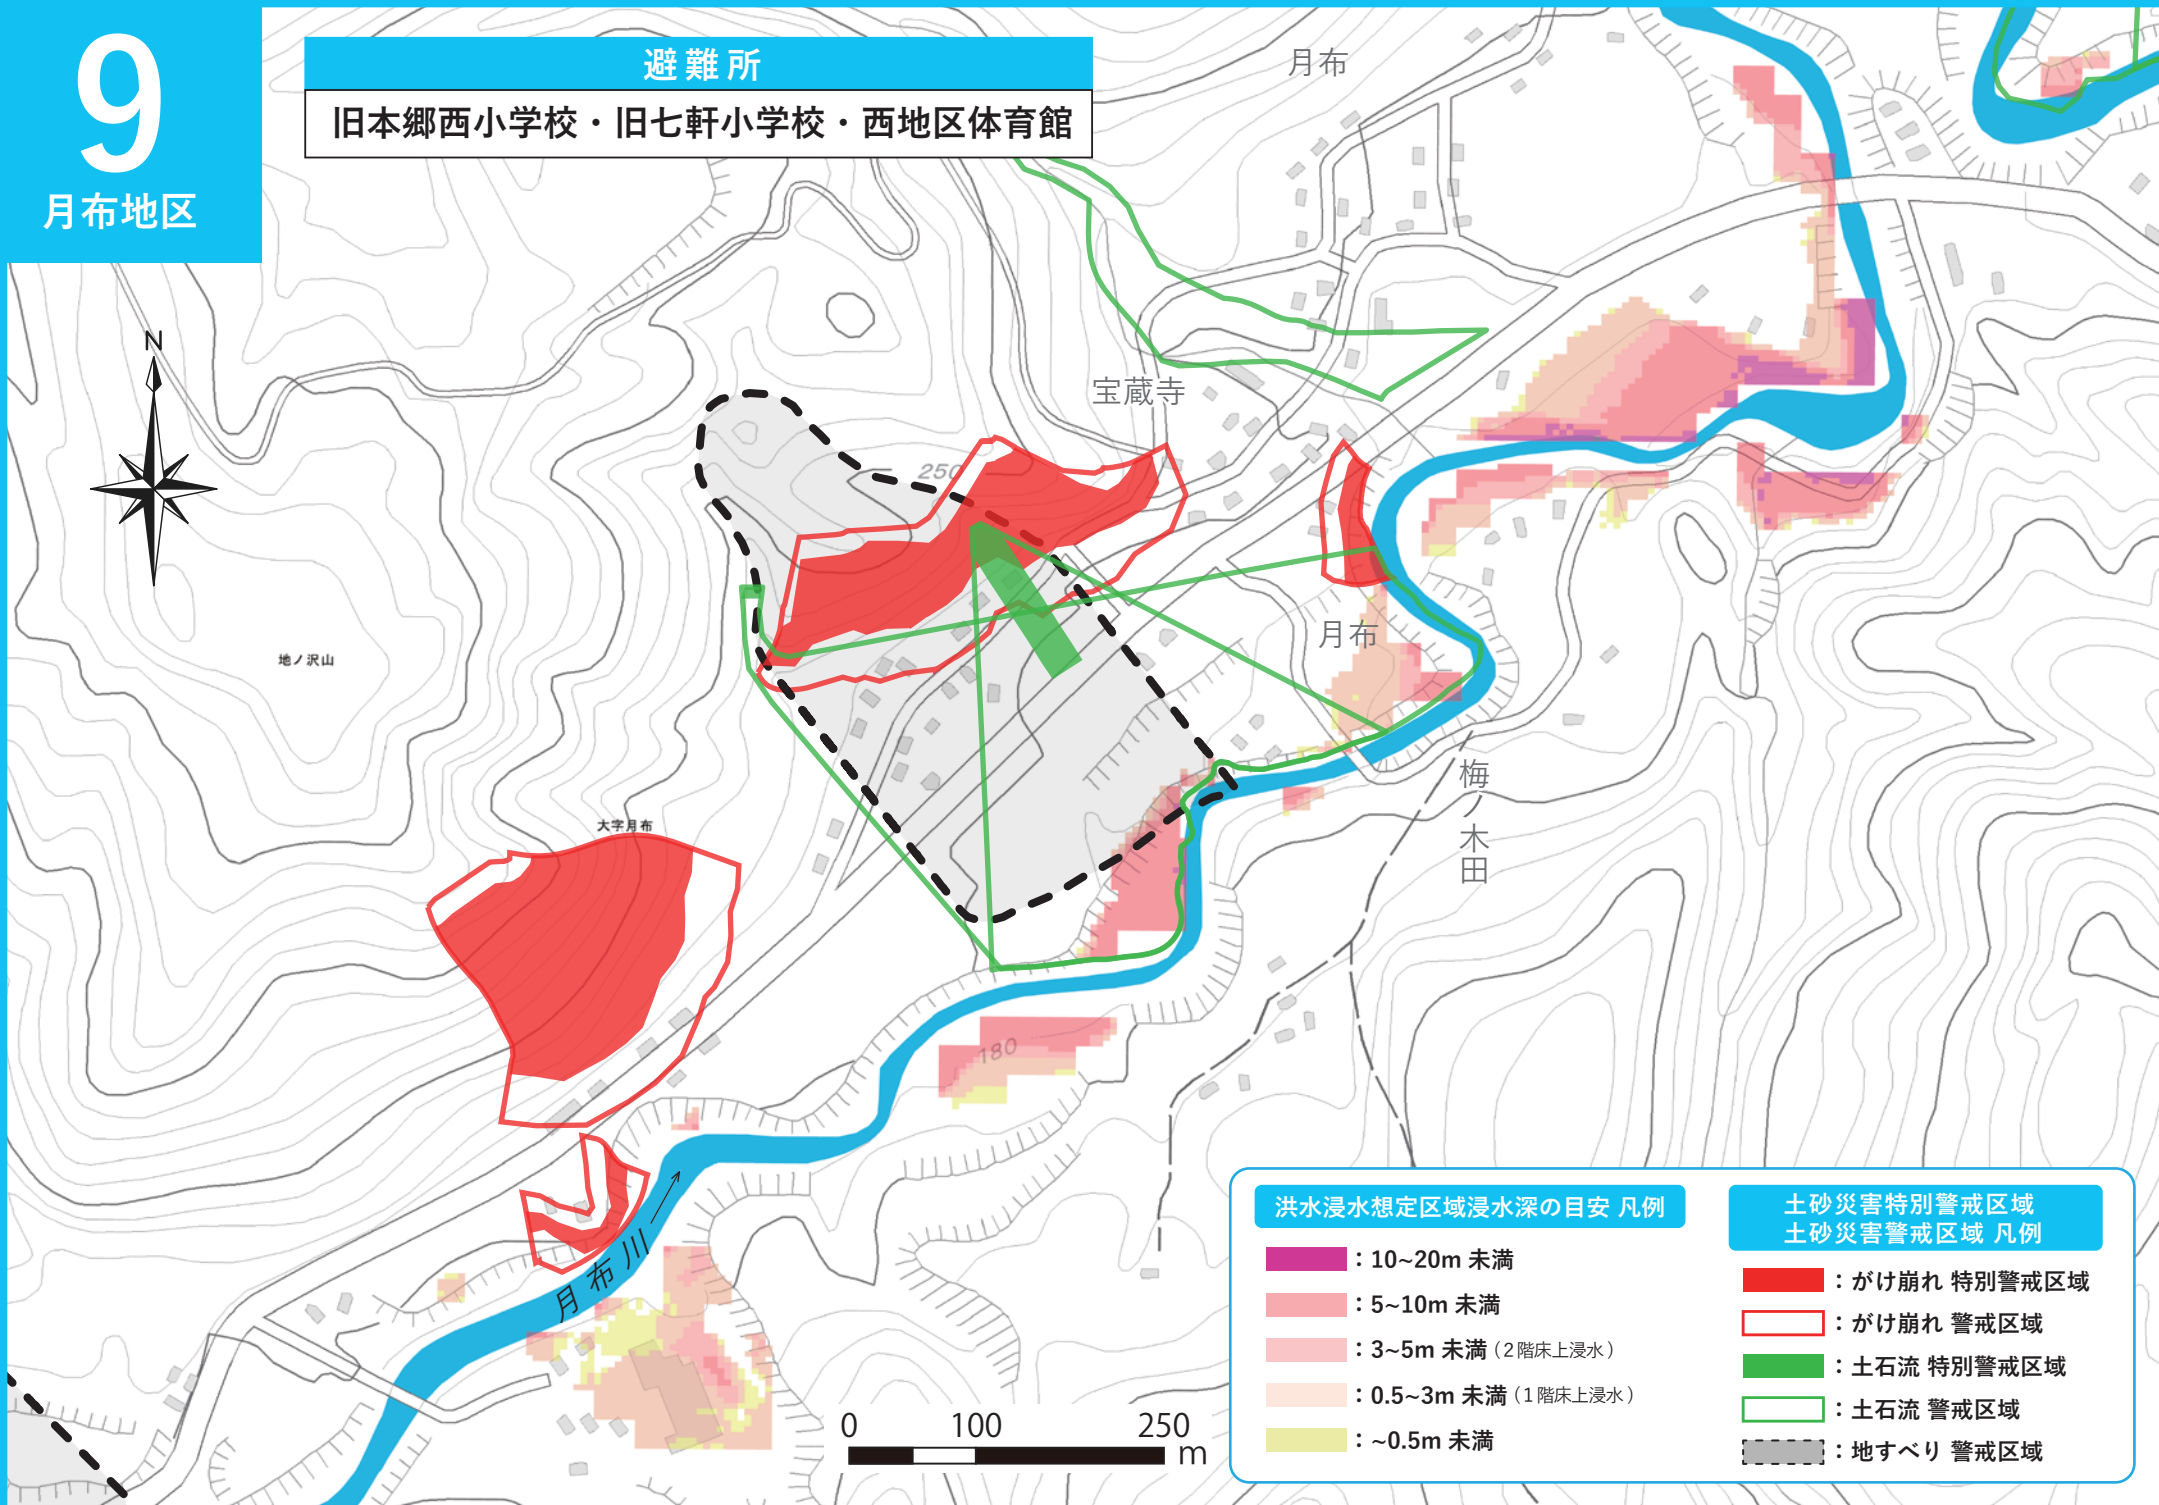 9
月布地区
避難所
旧本郷西小学校・旧七軒小学校・西地区体育館
月布
N
宝蔵寺
250
月布
地ノ沢山
梅ノ木田
大字月布
180
月布川
0 100 250
m
洪水浸水想定区域浸水深の目安 凡例
：10~20m 未満
：5~10m 未満
：3~5m 未満（2階床上浸水）
：0.5~3m 未満（1階床上浸水）
：~0.5m 未満
土砂災害特別警戒区域
土砂災害警戒区域 凡例
：がけ崩れ 特別警戒区域
：がけ崩れ 警戒区域
：土石流 特別警戒区域
：土石流 警戒区域
：地すべり 警戒区域